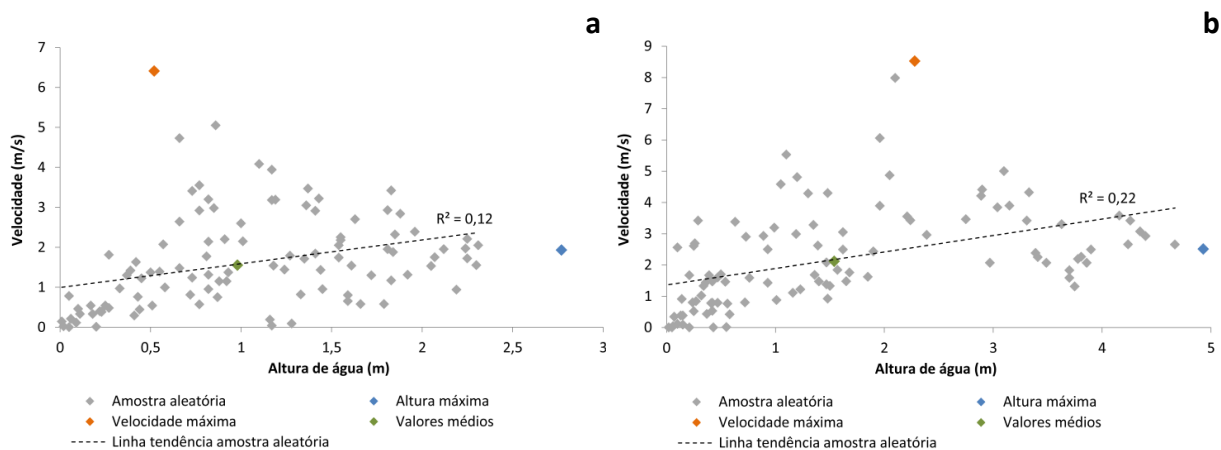 a
7
6
5
4
3
2
1
0
Velocidade (m/s)
R² = 0,12
0 0,5 1 1,5 2 2,5 3
Altura de água (m)
Amostra aleatória
Altura máxima
Velocidade máxima
Valores médios
Linha tendência amostra aleatória
b
9
8
7
6
5
4
3
2
1
0
Velocidade (m/s)
R² = 0,22
0 1 2 3 4 5
Altura de água (m)
Amostra aleatória
Altura máxima
Velocidade máxima
Valores médios
Linha tendência amostra aleatória